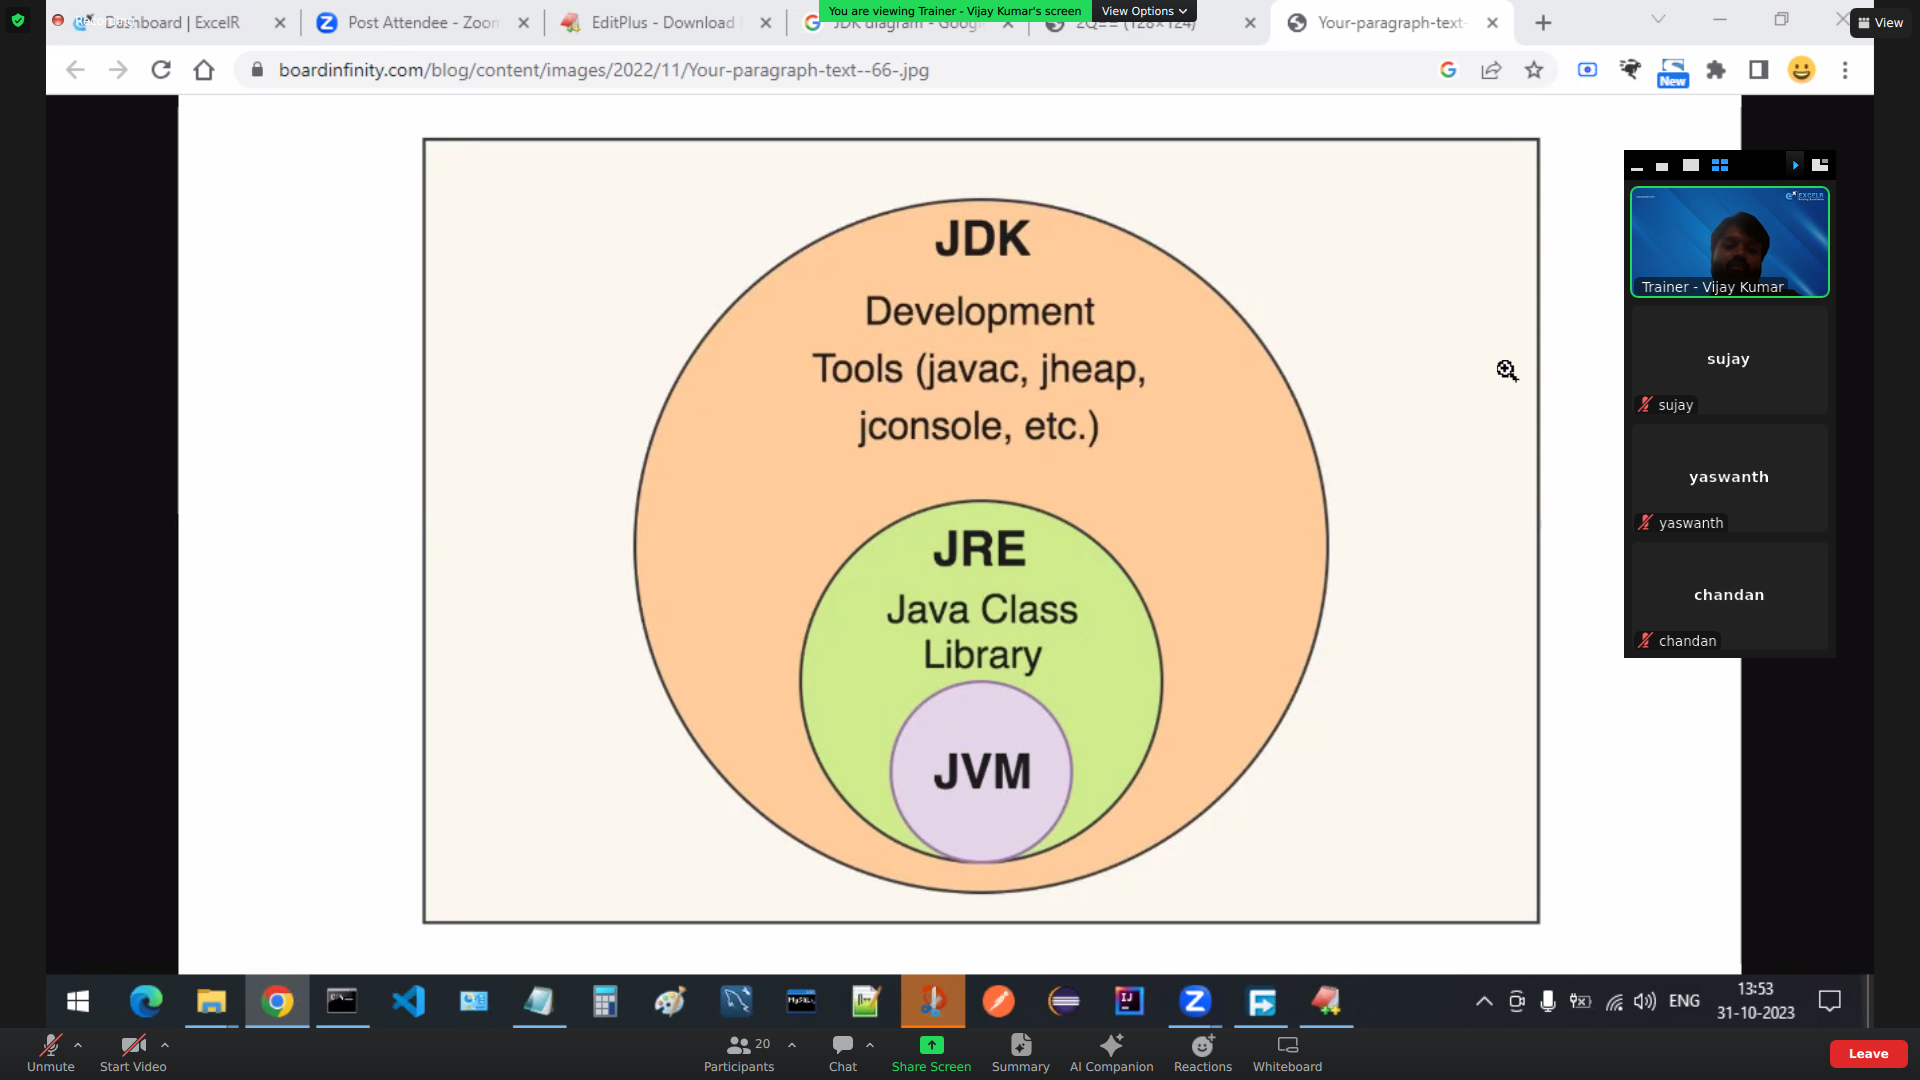 You are viewing Trainer - Vijay Kumar's screen
View Options
View
Dashboard | ExcelR
Post Attendee - Zoom
EditPlus - Download
JDK diagram - Goog
2Q== (128×124)
Your-paragraph-text-
boardinfinity.com/blog/content/images/2022/11/Your-paragraph-text--66-.jpg
New
JDK
Development
Tools (javac, jheap,
jconsole, etc.)
JRE
Java Class
Library
JVM
EXCELR
Trainer - Vijay Kumar
sujay
sujay
yaswanth
yaswanth
chandan
chandan
ENG
13:53
31-10-2023
Unmute
Start Video
Participants
20
Chat
Share Screen
Summary
AI Companion
Reactions
Whiteboard
Leave